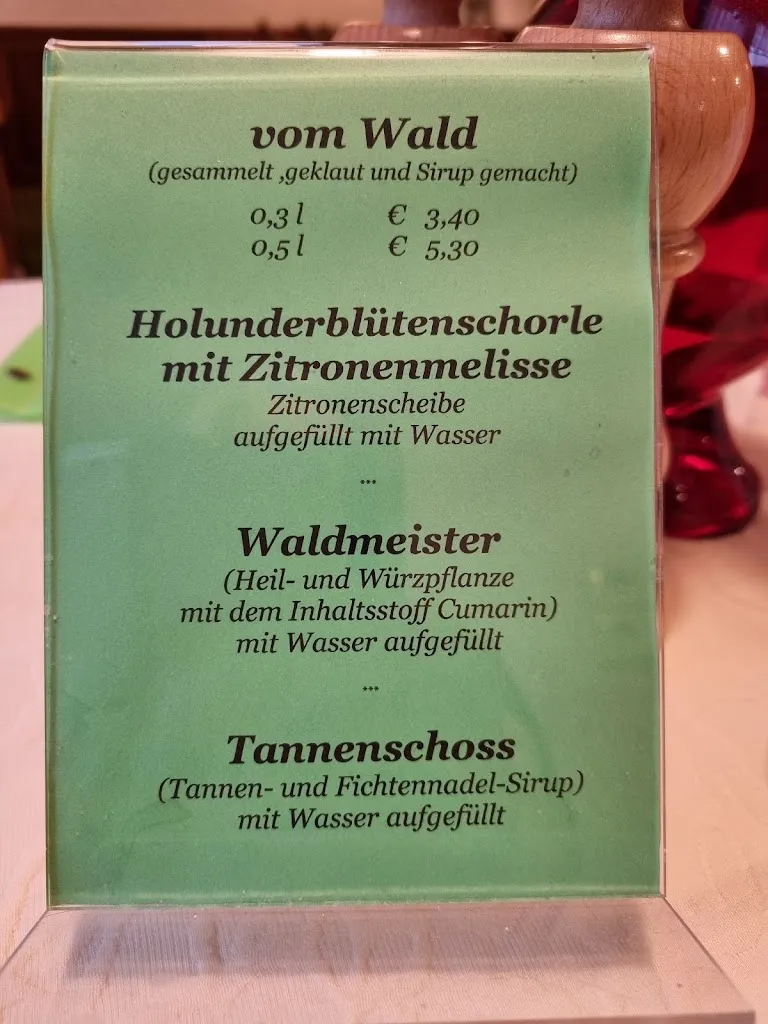 vom Wald
(gesammelt ,geklaut und Sirup gemacht)
0,3 l € 3,40
0,5 l € 5,30
Holunderblütenschorle
mit Zitronenmelisse
Zitronenscheibe
aufgefüllt mit Wasser
***
Waldmeister
(Heil- und Würzpflanze
mit dem Inhaltsstoff Cumarin)
mit Wasser aufgefüllt
***
Tannenschoss
(Tannen- und Fichtennadel-Sirup)
mit Wasser aufgefüllt